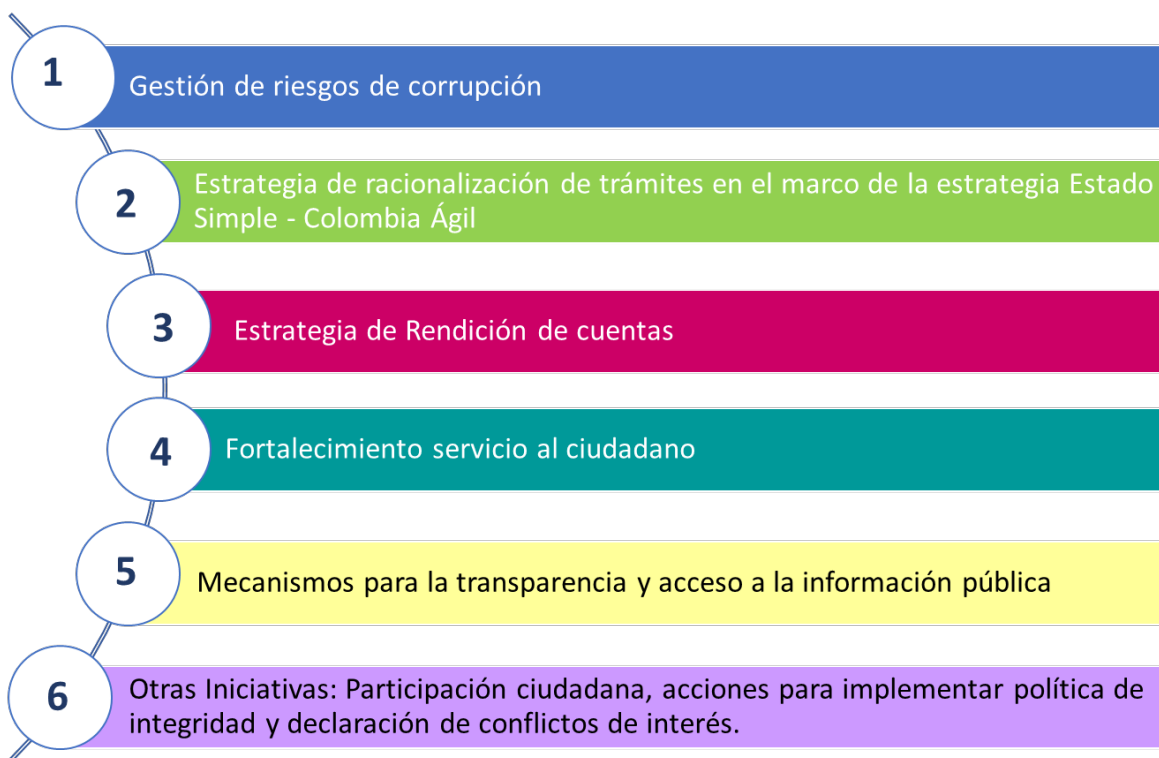 1
Gestión de riesgos de corrupción
2
Estrategia de racionalización de trámites en el marco de la estrategia Estado
Simple - Colombia Ágil
3
Estrategia de Rendición de cuentas
4
Fortalecimiento servicio al ciudadano
5
Mecanismos para la transparencia y acceso a la información pública
6
Otras Iniciativas: Participación ciudadana, acciones para implementar política de
integridad y declaración de conflictos de interés.